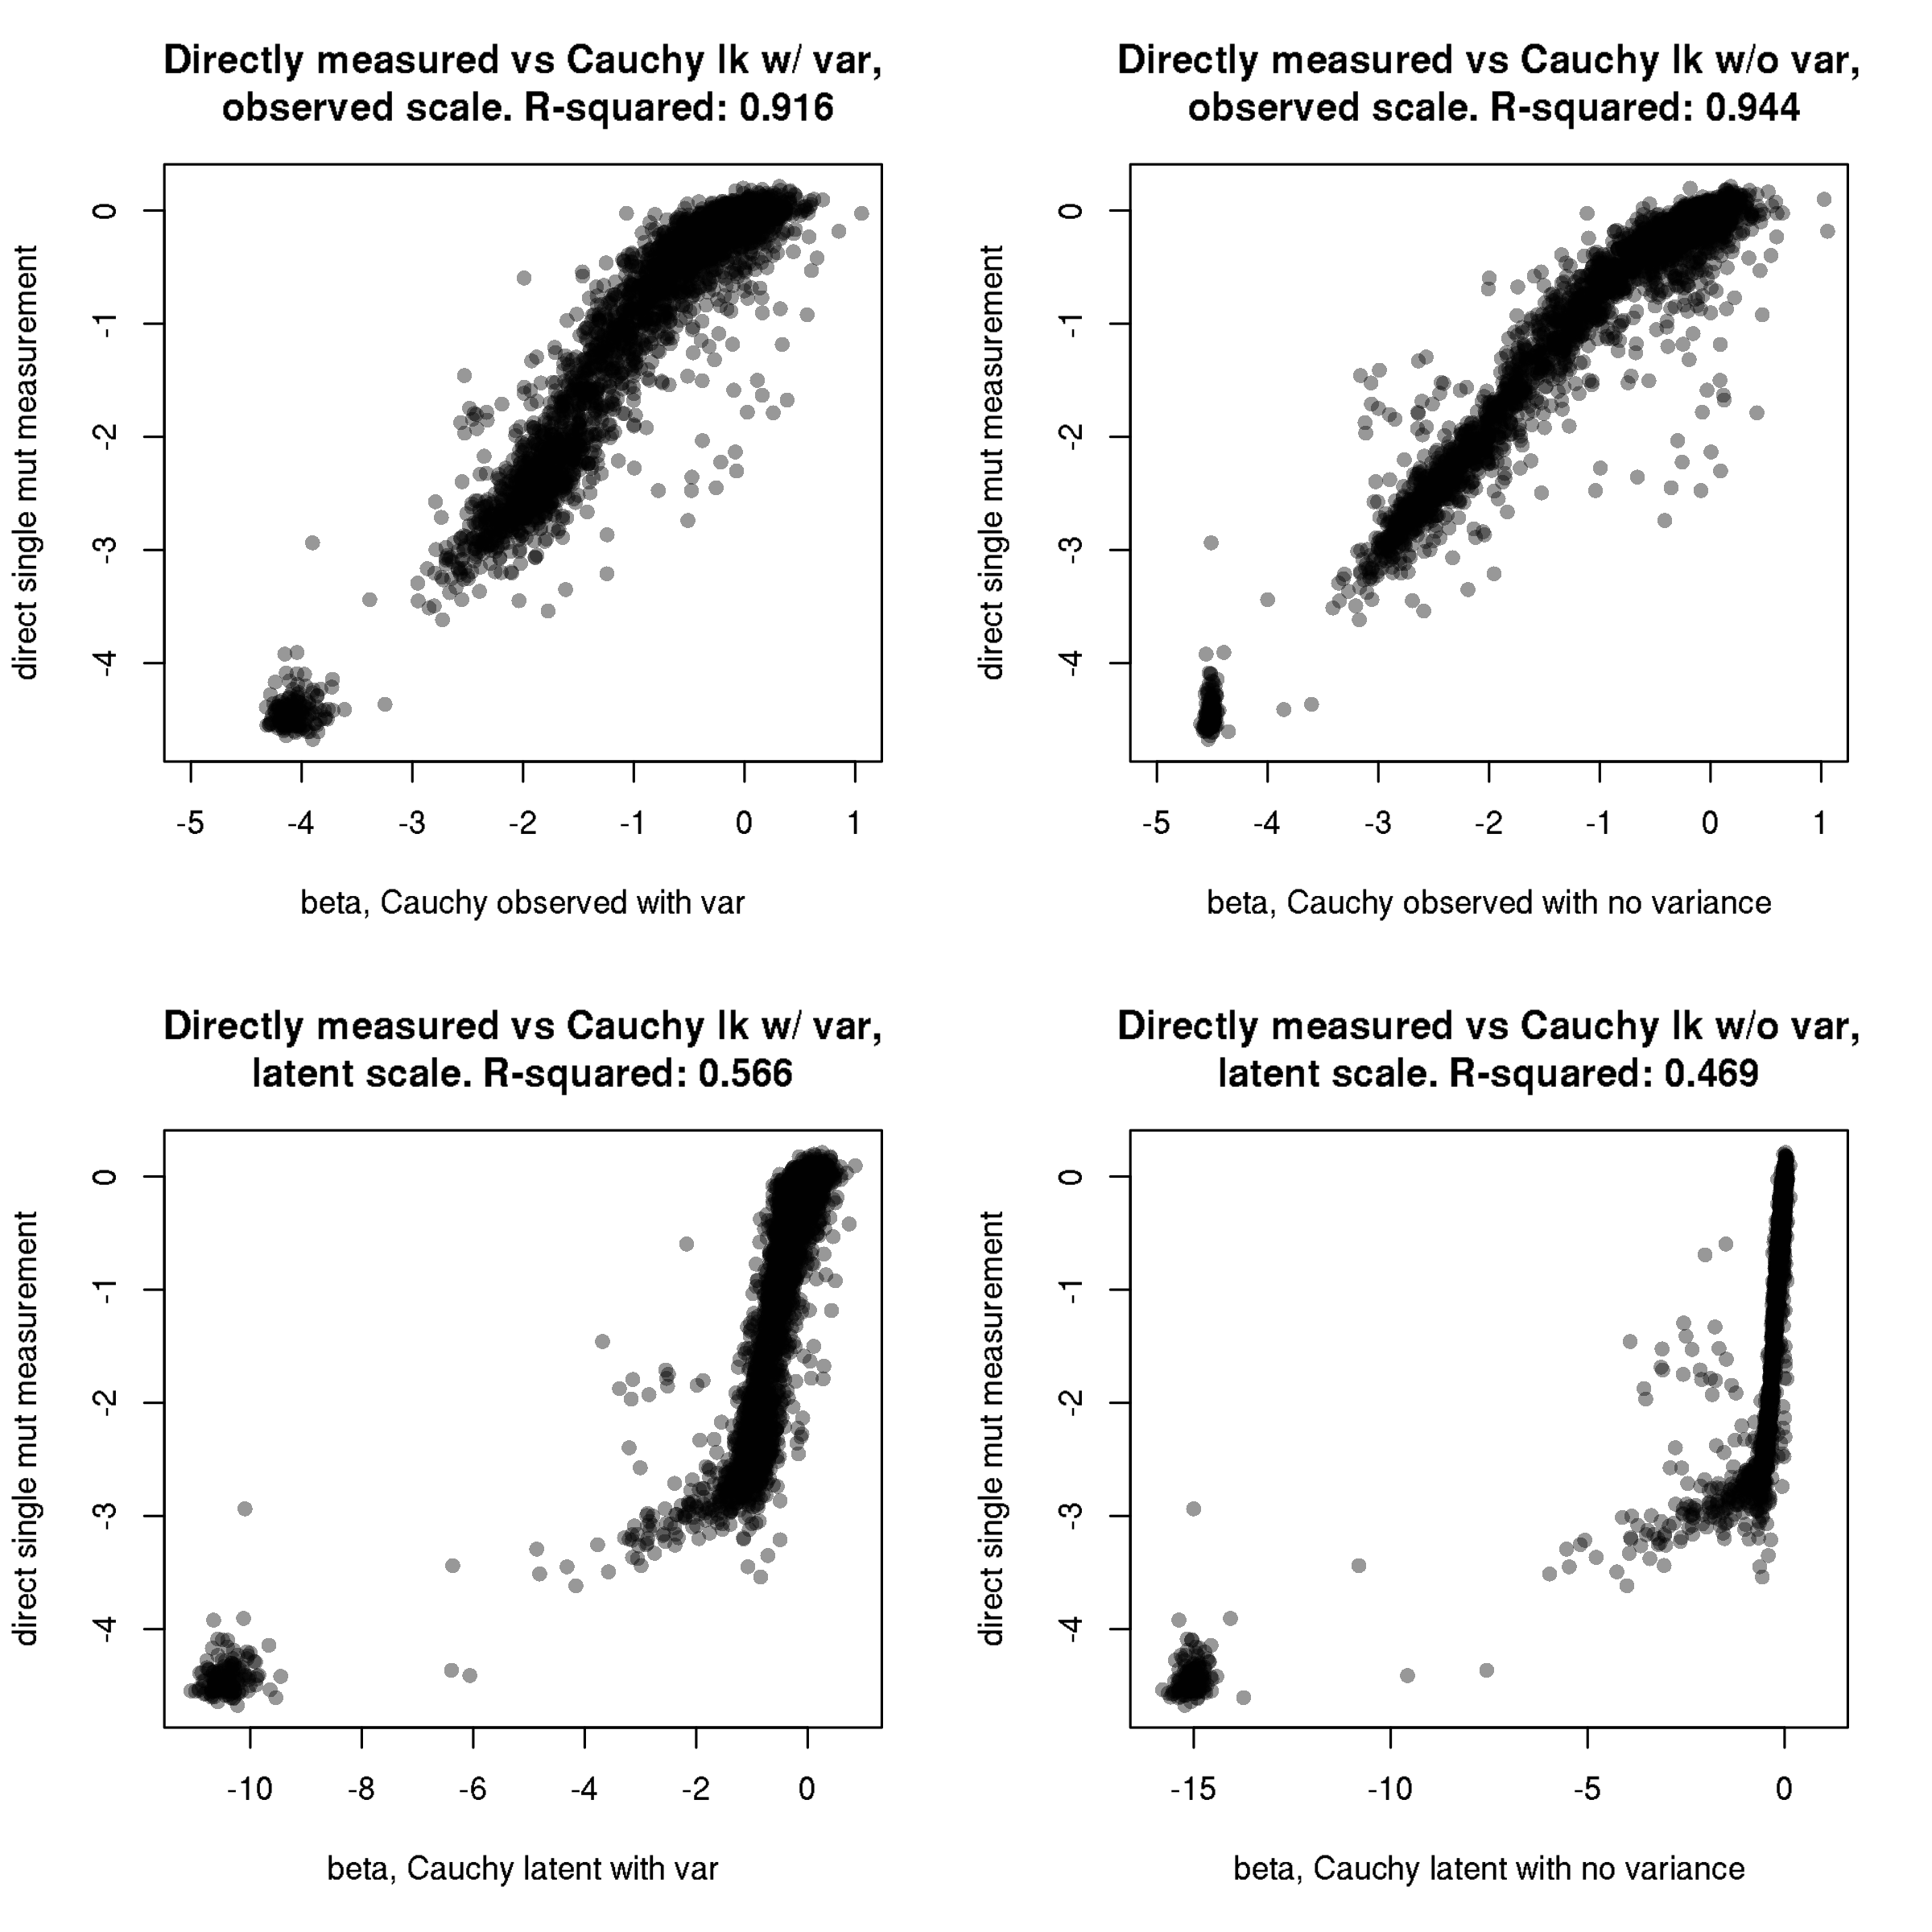 Directly measured vs Cauchy lk w/ var,
observed scale. R-squared: 0.916
direct single mut measurement
0
-1
-2
-3
-4
-5 -4 -3 -2 -1 0 1
beta, Cauchy observed with var
Directly measured vs Cauchy lk w/o var,
observed scale. R-squared: 0.944
direct single mut measurement
0
-1
-2
-3
-4
-5 -4 -3 -2 -1 0 1
beta, Cauchy observed with no variance
Directly measured vs Cauchy lk w/ var,
latent scale. R-squared: 0.566
direct single mut measurement
0
-1
-2
-3
-4
-10 -8 -6 -4 -2 0
beta, Cauchy latent with var
Directly measured vs Cauchy lk w/o var,
latent scale. R-squared: 0.469
direct single mut measurement
0
-1
-2
-3
-4
-15 -10 -5 0
beta, Cauchy latent with no variance